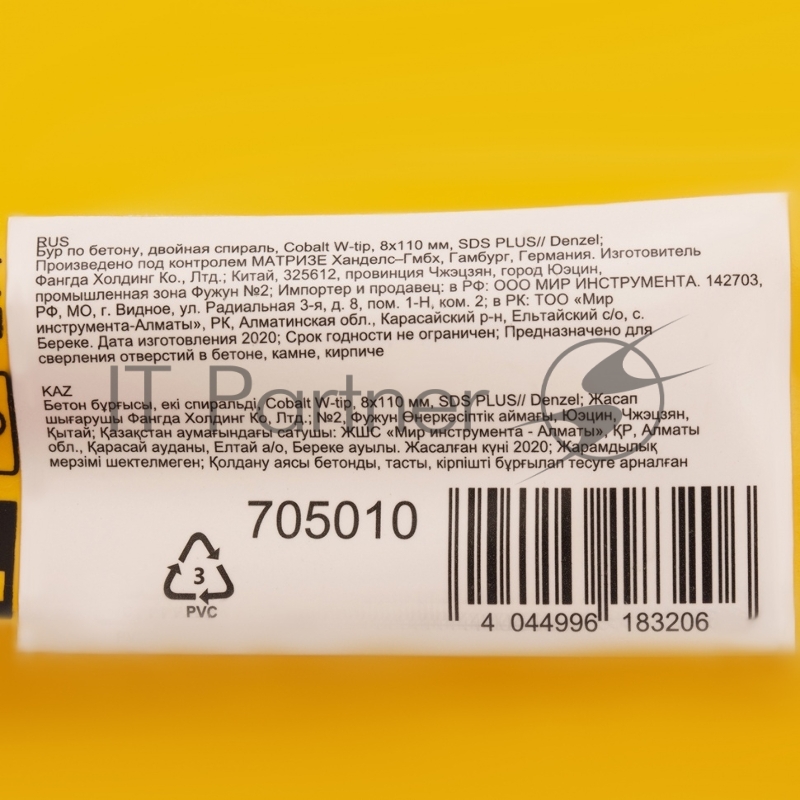 RUS
Бур по бетону, двойная спираль, Cobalt W-tip, 8x110 мм, SDS PLUS// Denzel;
Произведено под контролем МАТРИЗЕ Ханделс–Гмбх, Гамбург, Германия. Изготовитель
Фангда Холдинг Ко., Лтд.; Китай, 325612, провинция Чжэцзян, город Юэцин,
промышленная зона Фужун №2; Импортер и продавец: в РФ: ООО МИР ИНСТРУМЕНТА. 142703,
РФ, МО, г. Видное, ул. Радиальная 3-я, д. 8, пом. 1-Н, ком. 2; в РК: ТОО «Мир
инструмента-Алматы», РК, Алматинская обл., Карасайский р-н, Ельтайский с/о, с.
Береке. Дата изготовления 2020; Срок годности не ограничен; Предназначено для
сверления отверстий в бетоне, камне, кирпиче
IT Partner
KAZ
Бетон бұрғысы, екі спиральді, Cobalt W-tip, 8x110 мм, SDS PLUS// Denzel; Жасап
шығарушы Фангда Холдинг Ко, Лтд.; №2, Фужун Өнеркәсіптік аймағы, Юэцин, Чжэцзян,
Қытай; Қазақстан аумағындағы сатушы: ЖШС «Мир инструмента - Алматы» ҚР, Алматы
обл., Қарасай ауданы, Елтай а/о, Береке ауылы. Жасалған күні 2020; Жарамдылық
мерзімі шектелмеген; Қолдану аясы бетонды, тасты, кірпішті бұрғылап тесуге арналған
705010
3
PVC
4 044996 183206